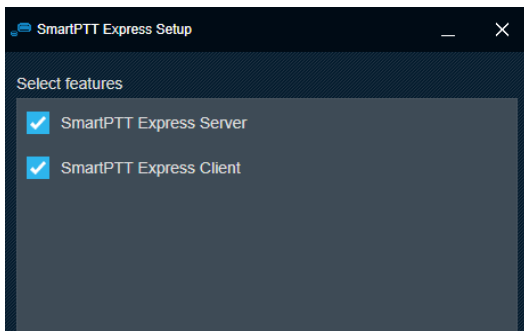 SmartPTT Express Setup
Select features
SmartPTT Express Server
SmartPTT Express Client